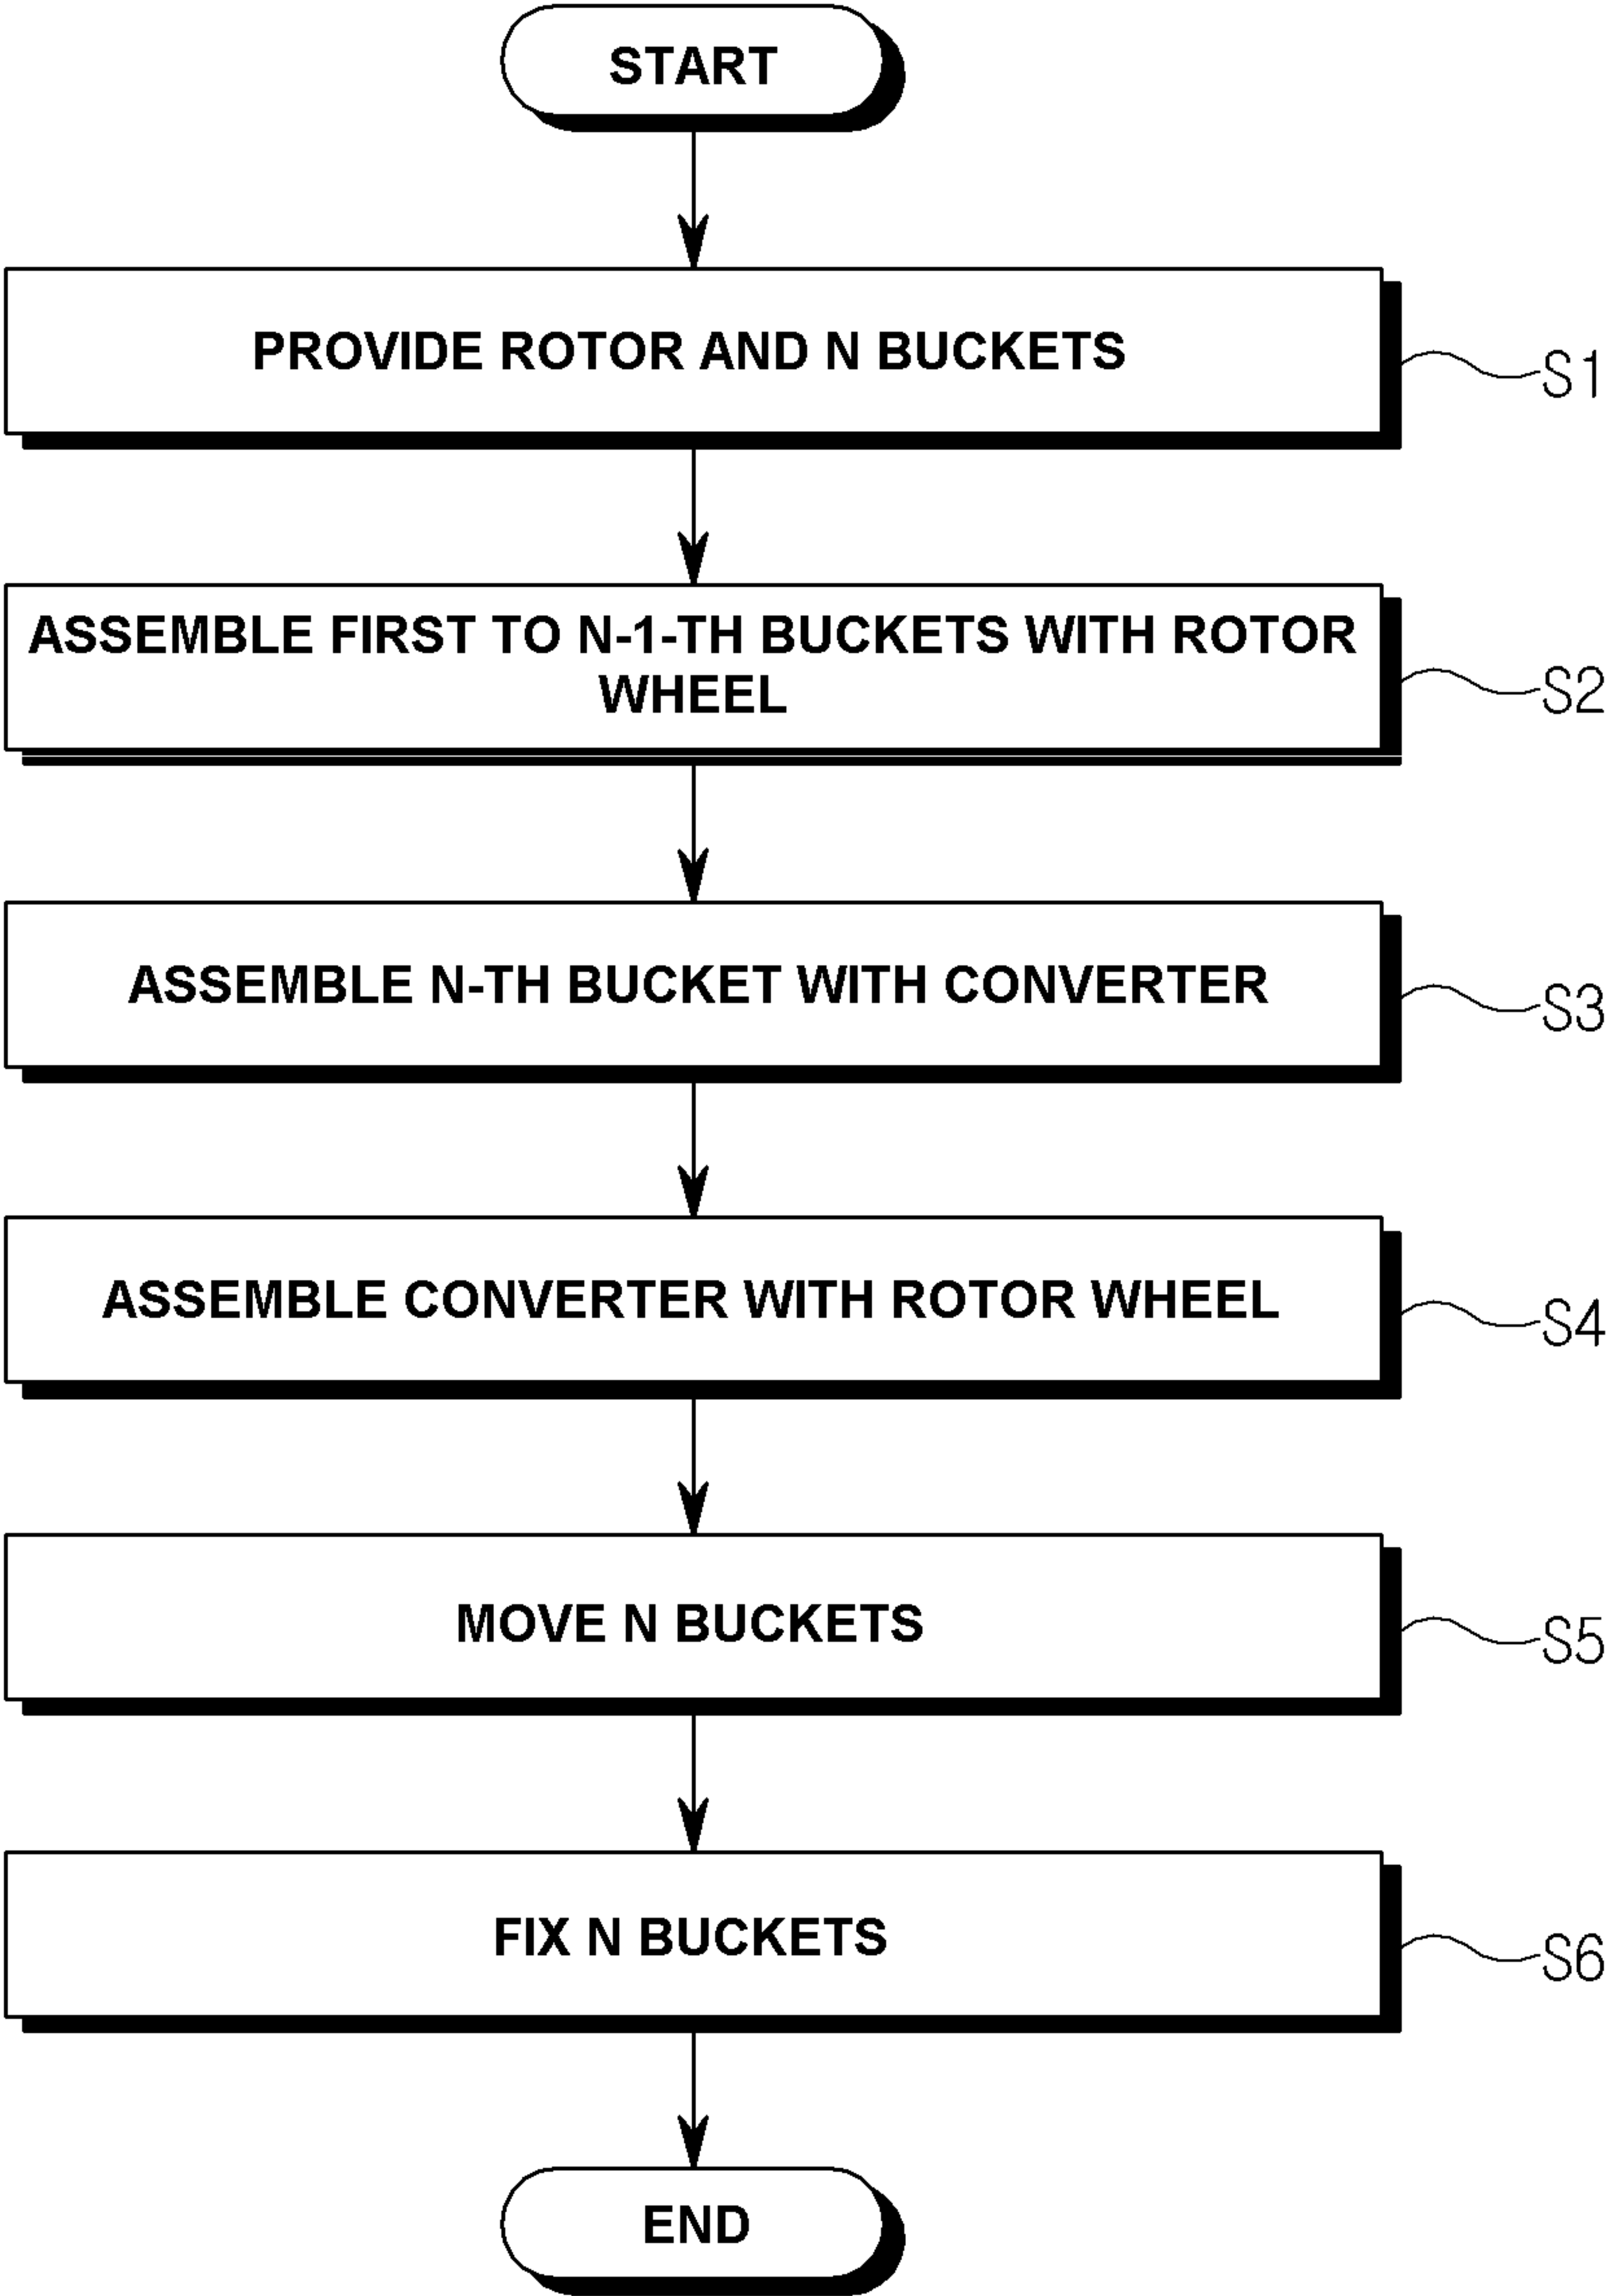 START
PROVIDE ROTOR AND N BUCKETS
S1
ASSEMBLE FIRST TO N-1-TH BUCKETS WITH ROTOR
WHEEL
S2
ASSEMBLE N-TH BUCKET WITH CONVERTER
S3
ASSEMBLE CONVERTER WITH ROTOR WHEEL
S4
MOVE N BUCKETS
S5
FIX N BUCKETS
S6
END